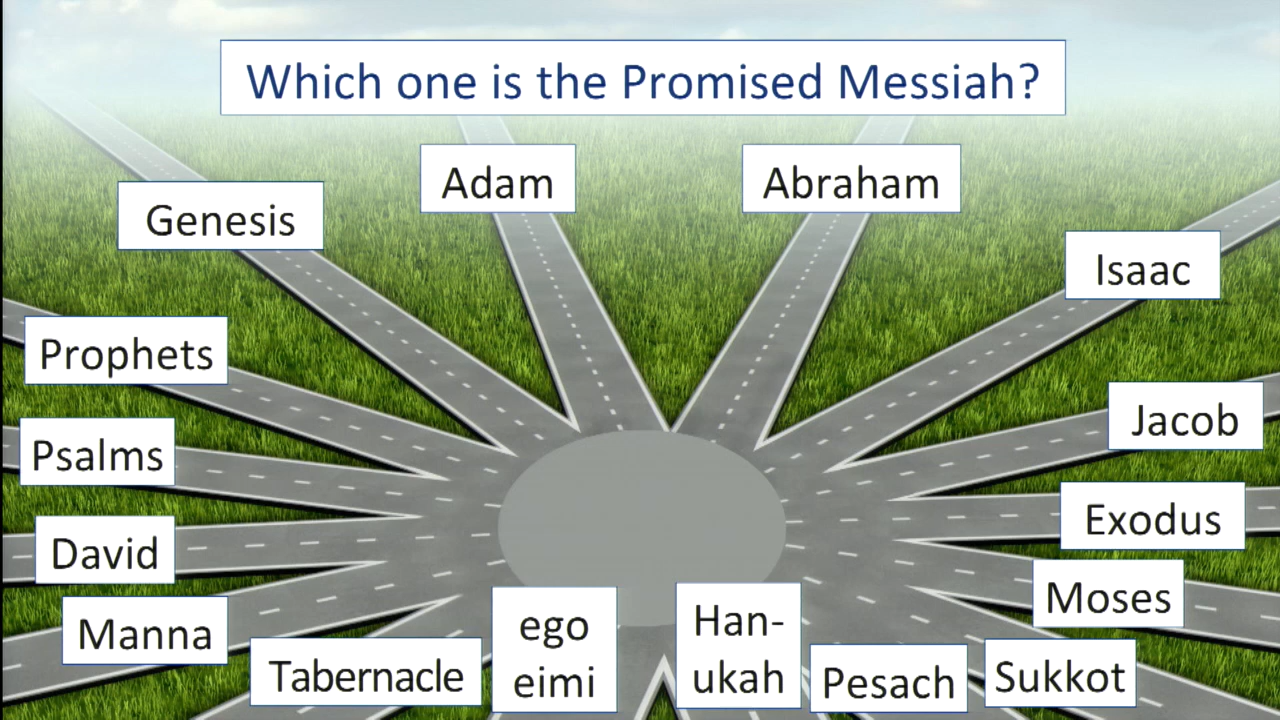 Which one is the Promised Messiah?
Adam
Abraham
Genesis
Isaac
Prophets
Jacob
Psalms
Exodus
David
Moses
Manna
Tabernacle
ego
eimi
Han-
ukah
Pesach
Sukkot